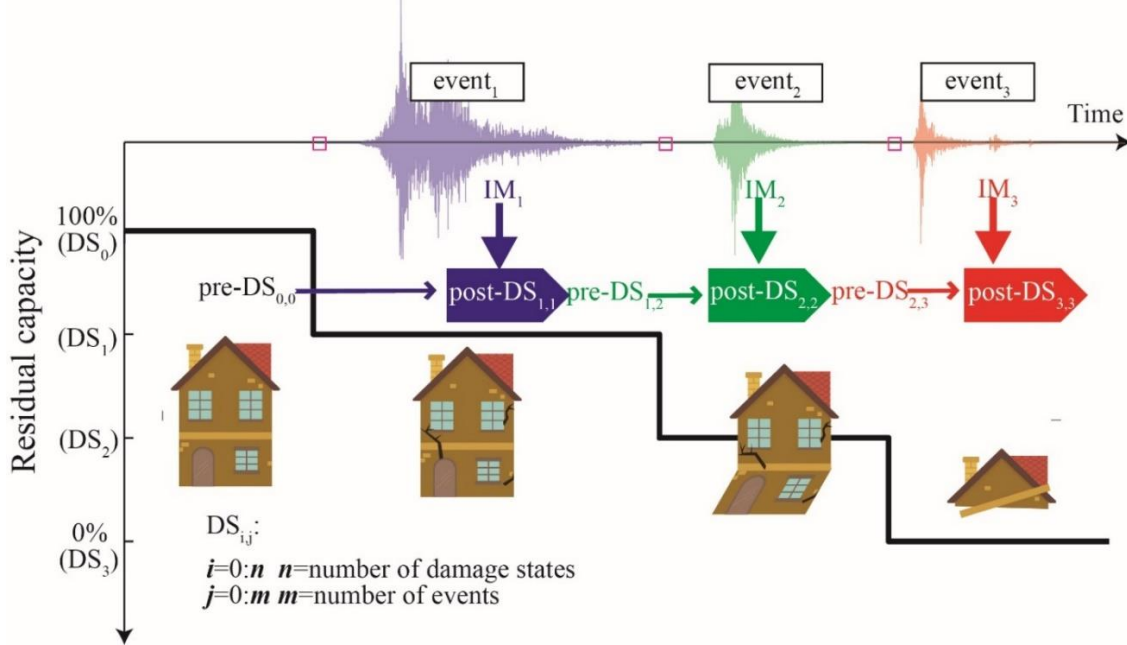 event₁
event₂
event₃
Time
IM₁
IM₂
IM₃
Residual capacity
100%
(DS₀)
pre-DS₀,₀
post-DS₁,₁
pre-DS₁,₂
post-DS₂,₂
pre-DS₂,₃
post-DS₃,₃
(DS₁)
(DS₂)
0%
(DS₃)
DSᵢ,ⱼ:
i=0:n n=number of damage states
j=0:m m=number of events